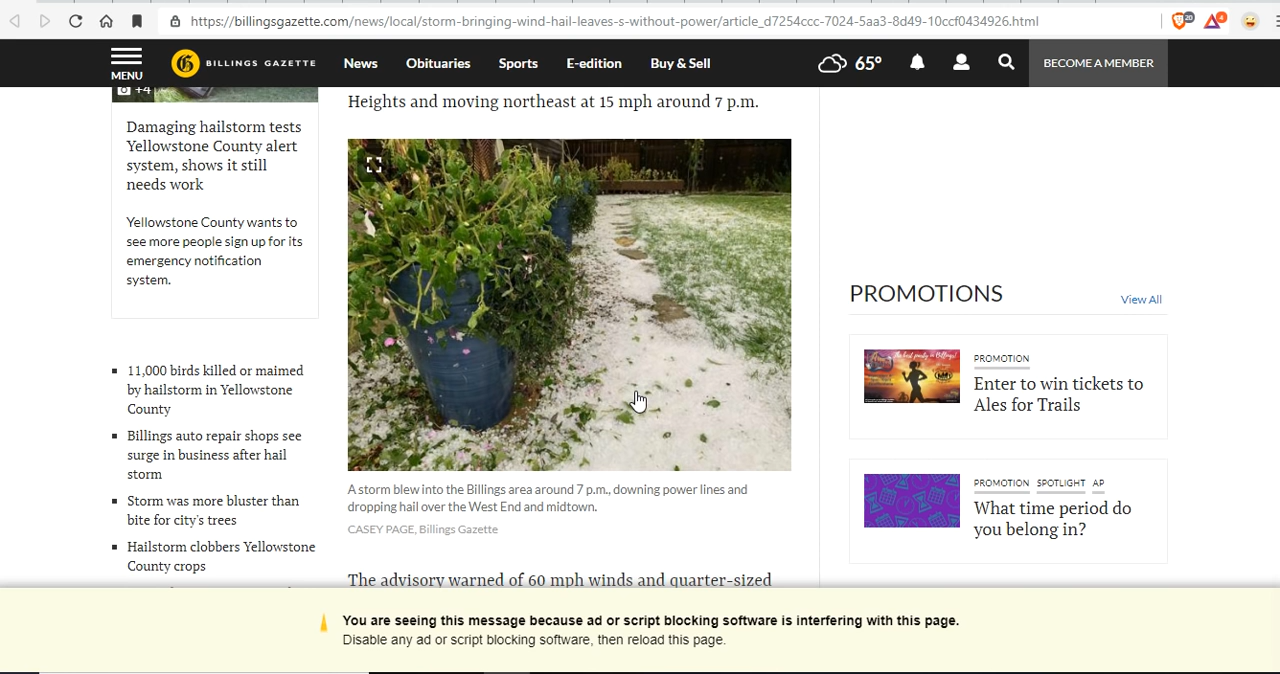 https://billingsgazette.com/news/local/storm-bringing-wind-hail-leaves-s-without-power/article_d7254ccc-7024-5aa3-8d49-10ccf0434926.html
20
4
MENU
G BILLINGS GAZETTE
News
Obituaries
Sports
E-edition
Buy & Sell
65°
BECOME A MEMBER
+4
Damaging hailstorm tests
Yellowstone County alert
system, shows it still
needs work
Yellowstone County wants to
see more people sign up for its
emergency notification
system.
11,000 birds killed or maimed
by hailstorm in Yellowstone
County
Billings auto repair shops see
surge in business after hail
storm
Storm was more bluster than
bite for city's trees
Hailstorm clobbers Yellowstone
County crops
Heights and moving northeast at 15 mph around 7 p.m.
A storm blew into the Billings area around 7 p.m., downing power lines and
dropping hail over the West End and midtown.
CASEY PAGE, Billings Gazette
The advisory warned of 60 mph winds and quarter-sized
PROMOTIONS
View All
PROMOTION
Enter to win tickets to
Ales for Trails
PROMOTION SPOTLIGHT AP
What time period do
you belong in?
You are seeing this message because ad or script blocking software is interfering with this page.
Disable any ad or script blocking software, then reload this page.